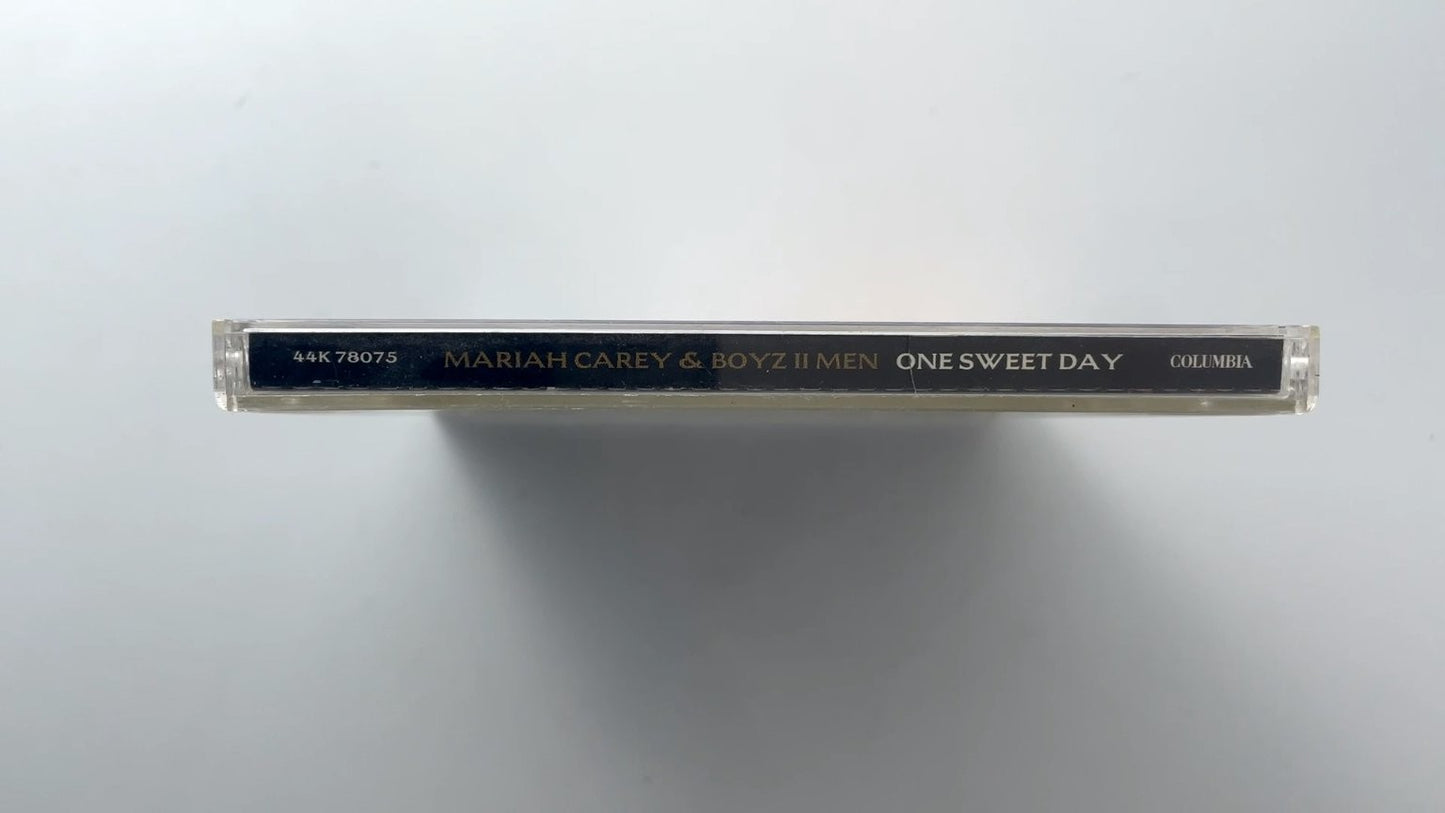 44K 78075 MARIAH CAREY & BOYZ II MEN ONE SWEET DAY COLUMBIA